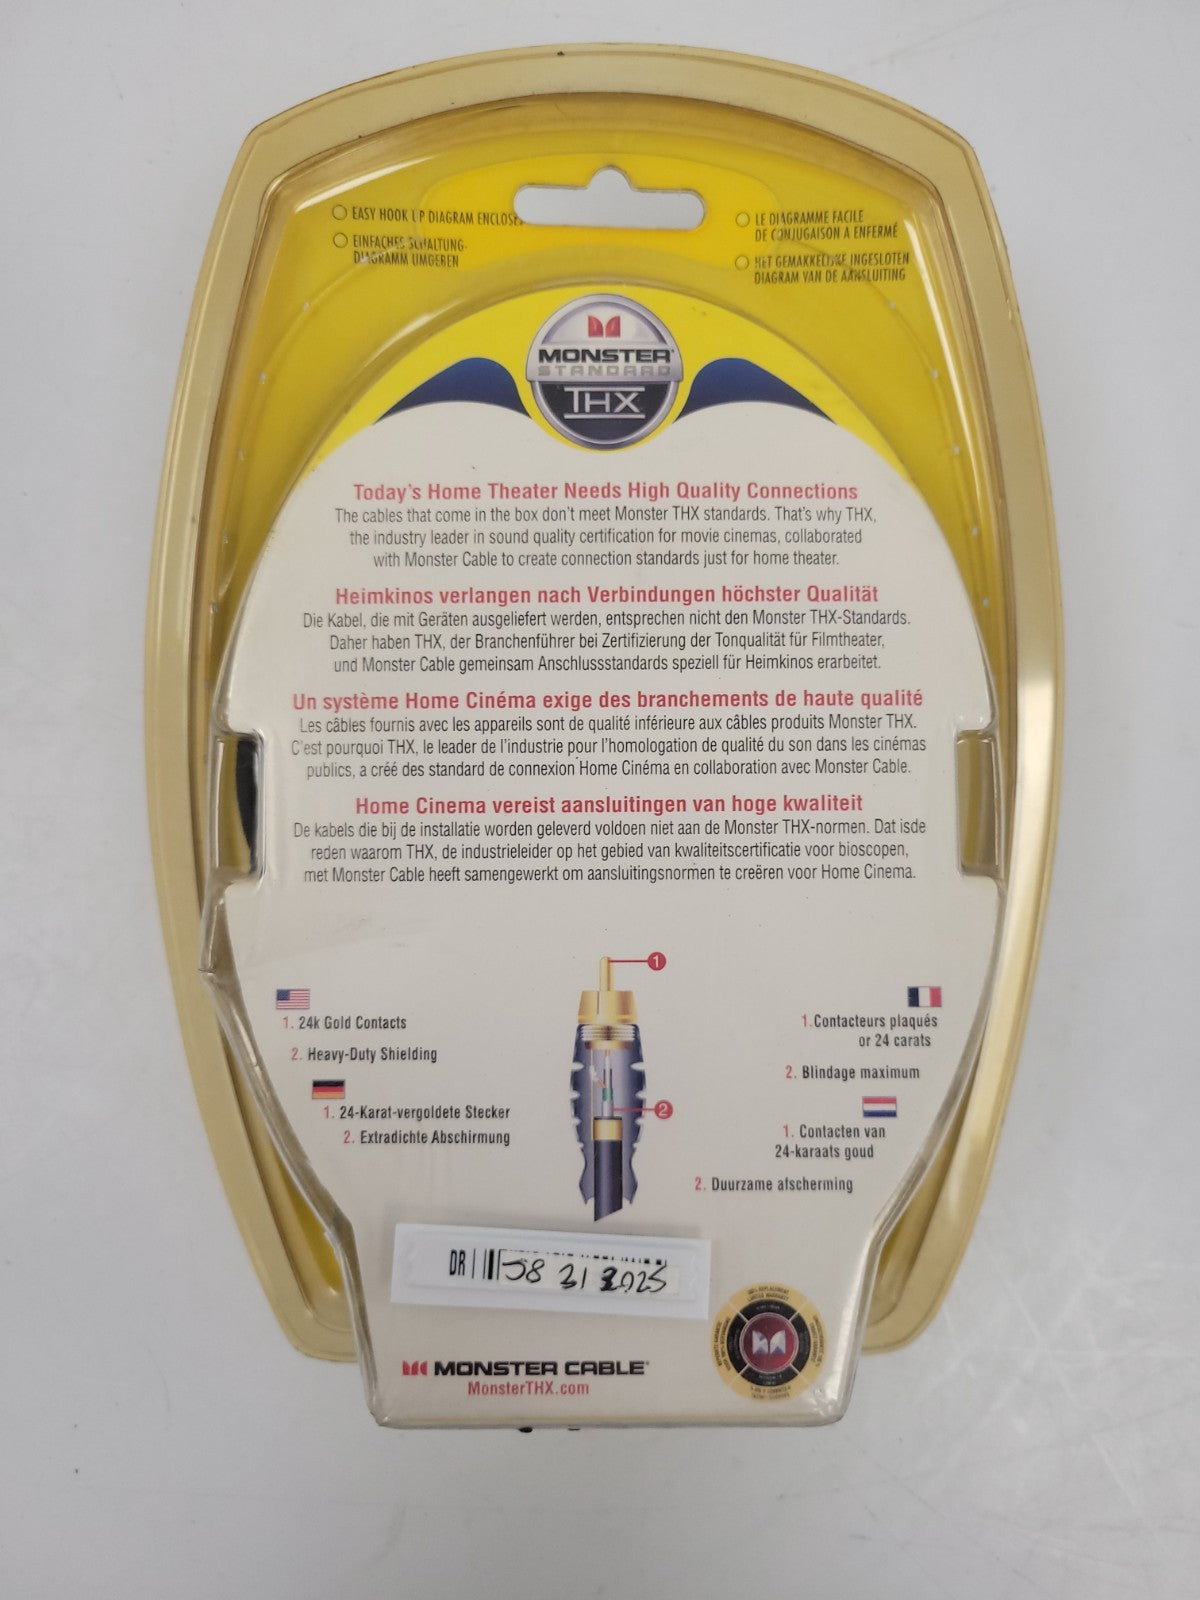 EASY HOOK UP DIAGRAM ENCLOSED
EINFACHES SCHALTUNG-
DIAGRAMM UMGEBEN
LE DIAGRAMME FACILE
DE CONJUGAISON A ENFERMÉ
HET GEMAKKELIJKE INGESLOTEN
DIAGRAM VAN DE AANSLUITING
MONSTER®
STANDARD
THX
Today's Home Theater Needs High Quality Connections
The cables that come in the box don't meet Monster THX standards. That's why THX,
the industry leader in sound quality certification for movie cinemas, collaborated
with Monster Cable to create connection standards just for home theater.
Heimkinos verlangen nach Verbindungen höchster Qualität
Die Kabel, die mit Geräten ausgeliefert werden, entsprechen nicht den Monster THX-Standards.
Daher haben THX, der Branchenführer bei Zertifizierung der Tonqualität für Filmtheater,
und Monster Cable gemeinsam Anschlussstandards speziell für Heimkinos erarbeitet.
Un système Home Cinéma exige des branchements de haute qualité
Les câbles fournis avec les appareils sont de qualité inférieure aux câbles produits Monster THX.
C'est pourquoi THX, le leader de l'industrie pour l'homologation de qualité du son dans les cinémas
publics, a créé des standard de connexion Home Cinéma en collaboration avec Monster Cable.
Home Cinema vereist aansluitingen van hoge kwaliteit
De kabels die bij de installatie worden geleverd voldoen niet aan de Monster THX-normen. Dat isde
reden waarom THX, de industrieleider op het gebied van kwaliteitscertificatie voor bioscopen,
met Monster Cable heeft samengewerkt om aansluitingsnormen te creëren voor Home Cinema.
1
2
1. 24k Gold Contacts
2. Heavy-Duty Shielding
1. 24-Karat-vergoldete Stecker
2. Extradichte Abschirmung
1.Contacteurs plaqués
or 24 carats
2. Blindage maximum
1. Contacten van
24-karaats goud
2. Duurzame afscherming
DR
MONSTER CABLE®
MonsterTHX.com